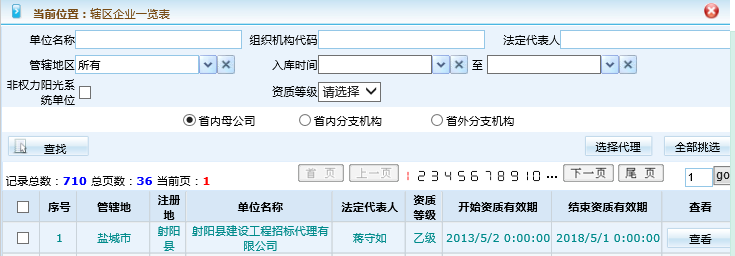 当前位置：辖区企业一览表
单位名称 组织机构代码 法定代表人
管辖地区 所有 入库时间 至
非权力阳光系
统单位 资质等级 请选择
省内母公司 省内分支机构 省外分支机构
查找 选择代理 全部挑选
记录总数：710 总页数：36 当前页：1 首 页 上一页 1 2 3 4 5 6 7 8 9 10 ... 下一页 尾 页 1 go
序号 管辖地 注册地 单位名称 法定代表人 资质等级 开始资质有效期 结束资质有效期 查看
1 盐城市 射阳县 射阳县建设工程招标代理有限公司 蒋守如 乙级 2013/5/2 0:00:00 2018/5/1 0:00:00 查看